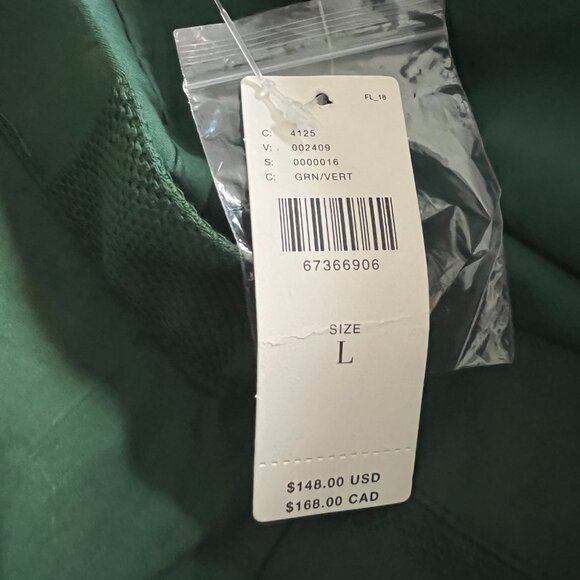 FL_18
C: 4125
V: 002409
S: 0000016
C: GRN/VERT
67366906
SIZE
L
$148.00 USD
$168.00 CAD